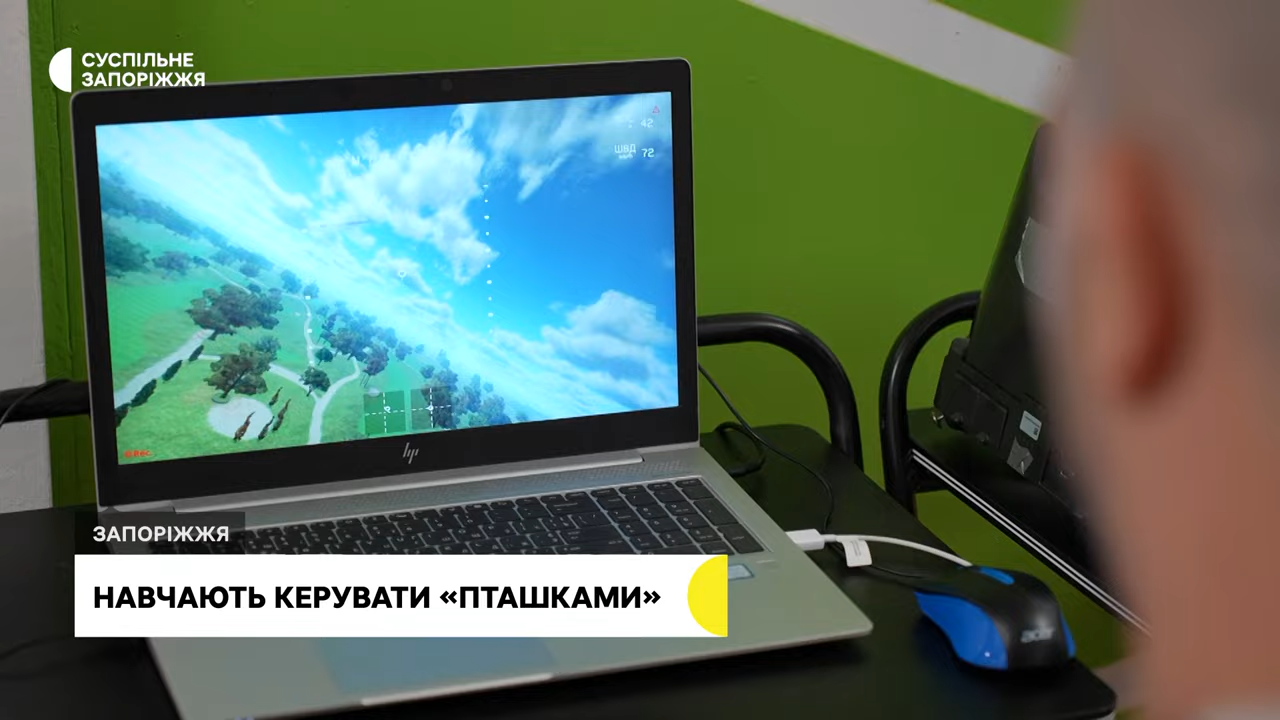 СУСПІЛЬНЕ
ЗАПОРІЖЖЯ
42
ШВД 72
hp
ЗАПОРІЖЖЯ
НАВЧАЮТЬ КЕРУВАТИ «ПТАШКАМИ»
acer